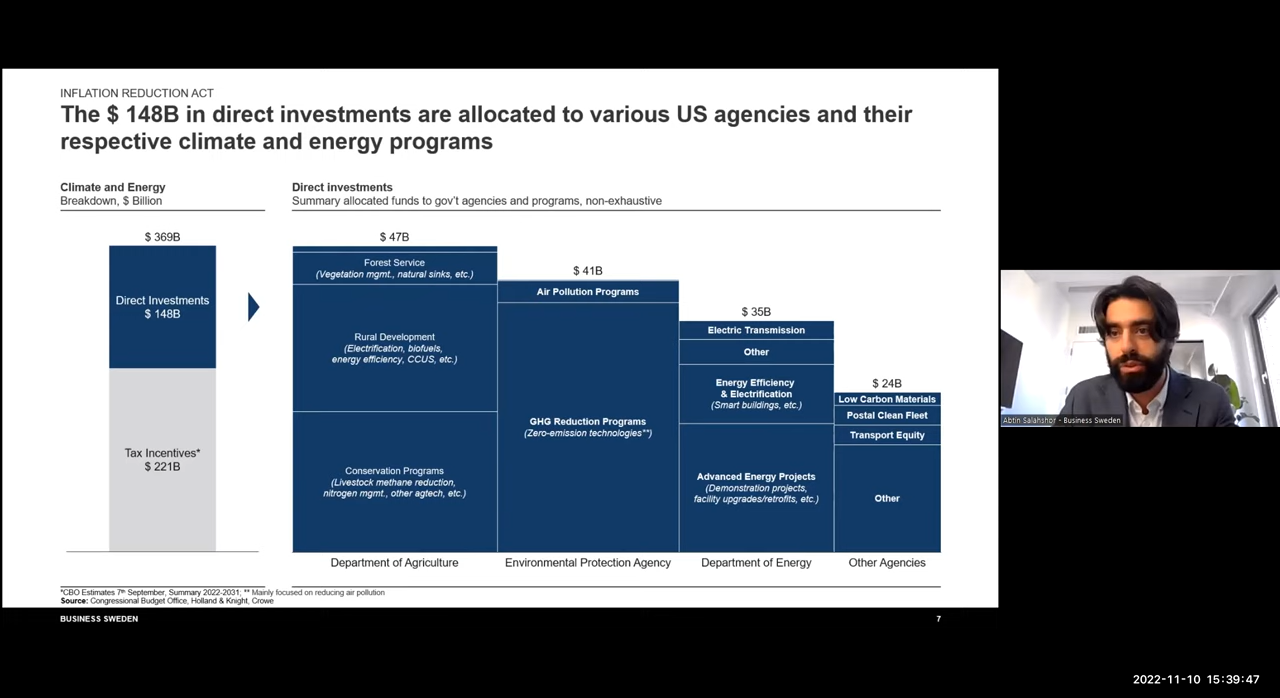 INFLATION REDUCTION ACT
The $ 148B in direct investments are allocated to various US agencies and their
respective climate and energy programs
Climate and Energy
Breakdown, $ Billion
$ 369B
Direct Investments
$ 148B
Tax Incentives*
$ 221B
Direct investments
Summary allocated funds to gov't agencies and programs, non-exhaustive
$ 47B
Forest Service
(Vegetation mgmt., natural sinks, etc.)
Rural Development
(Electrification, biofuels,
energy efficiency, CCUS, etc.)
Conservation Programs
(Livestock methane reduction,
nitrogen mgmt., other agtech, etc.)
Department of Agriculture
$ 41B
Air Pollution Programs
GHG Reduction Programs
(Zero-emission technologies**)
Environmental Protection Agency
$ 35B
Electric Transmission
Other
Energy Efficiency
& Electrification
(Smart buildings, etc.)
Advanced Energy Projects
(Demonstration projects,
facility upgrades/retrofits, etc.)
Department of Energy
$ 24B
Low Carbon Materials
Postal Clean Fleet
Transport Equity
Other
Other Agencies
*CBO Estimates 7th September, Summary 2022-2031; ** Mainly focused on reducing air pollution
Source: Congressional Budget Office, Holland & Knight, Crowe
BUSINESS SWEDEN
7
Abtin Salahshor - Business Sweden
2022-11-10 15:39:47